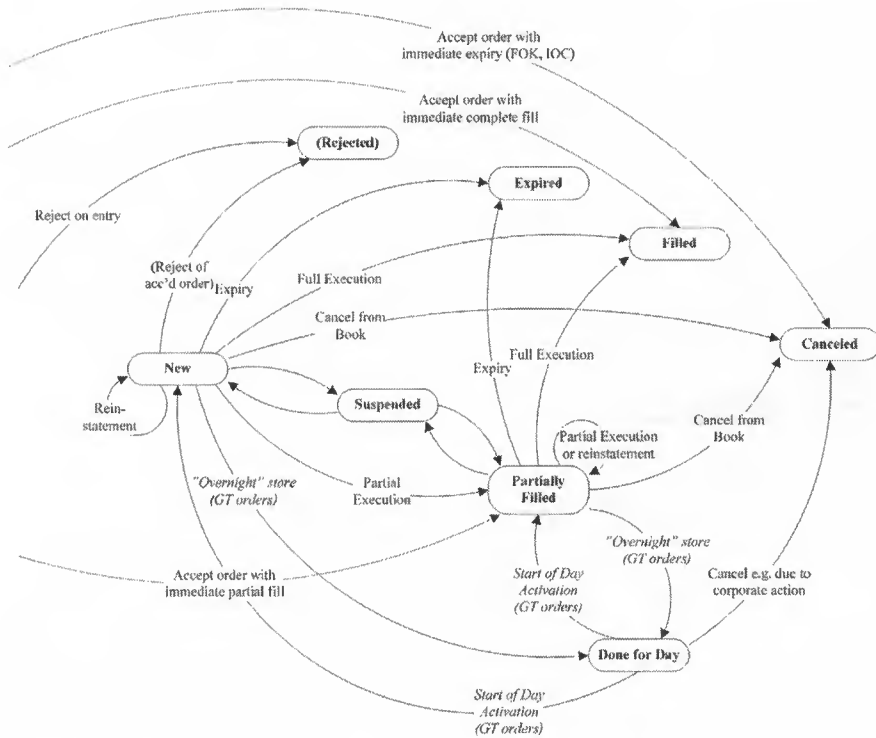 Accept order with
immediate expiry (FOK, IOC)
Accept order with
immediate complete fill
(Rejected)
Expired
Reject on entry
Filled
(Reject of
acc'd order)
Expiry
Full Execution
Cancel from
Book
Canceled
New
Full Execution
Expiry
Suspended
Rein-
statement
Partial Execution
or reinstatement
Cancel from
Book
"Overnight" store
(GT orders)
Partial
Execution
Partially
Filled
"Overnight" store
(GT orders)
Accept order with
immediate partial fill
Start of Day
Activation
(GT orders)
Cancel e.g. due to
corporate action
Done for Day
Start of Day
Activation
(GT orders)